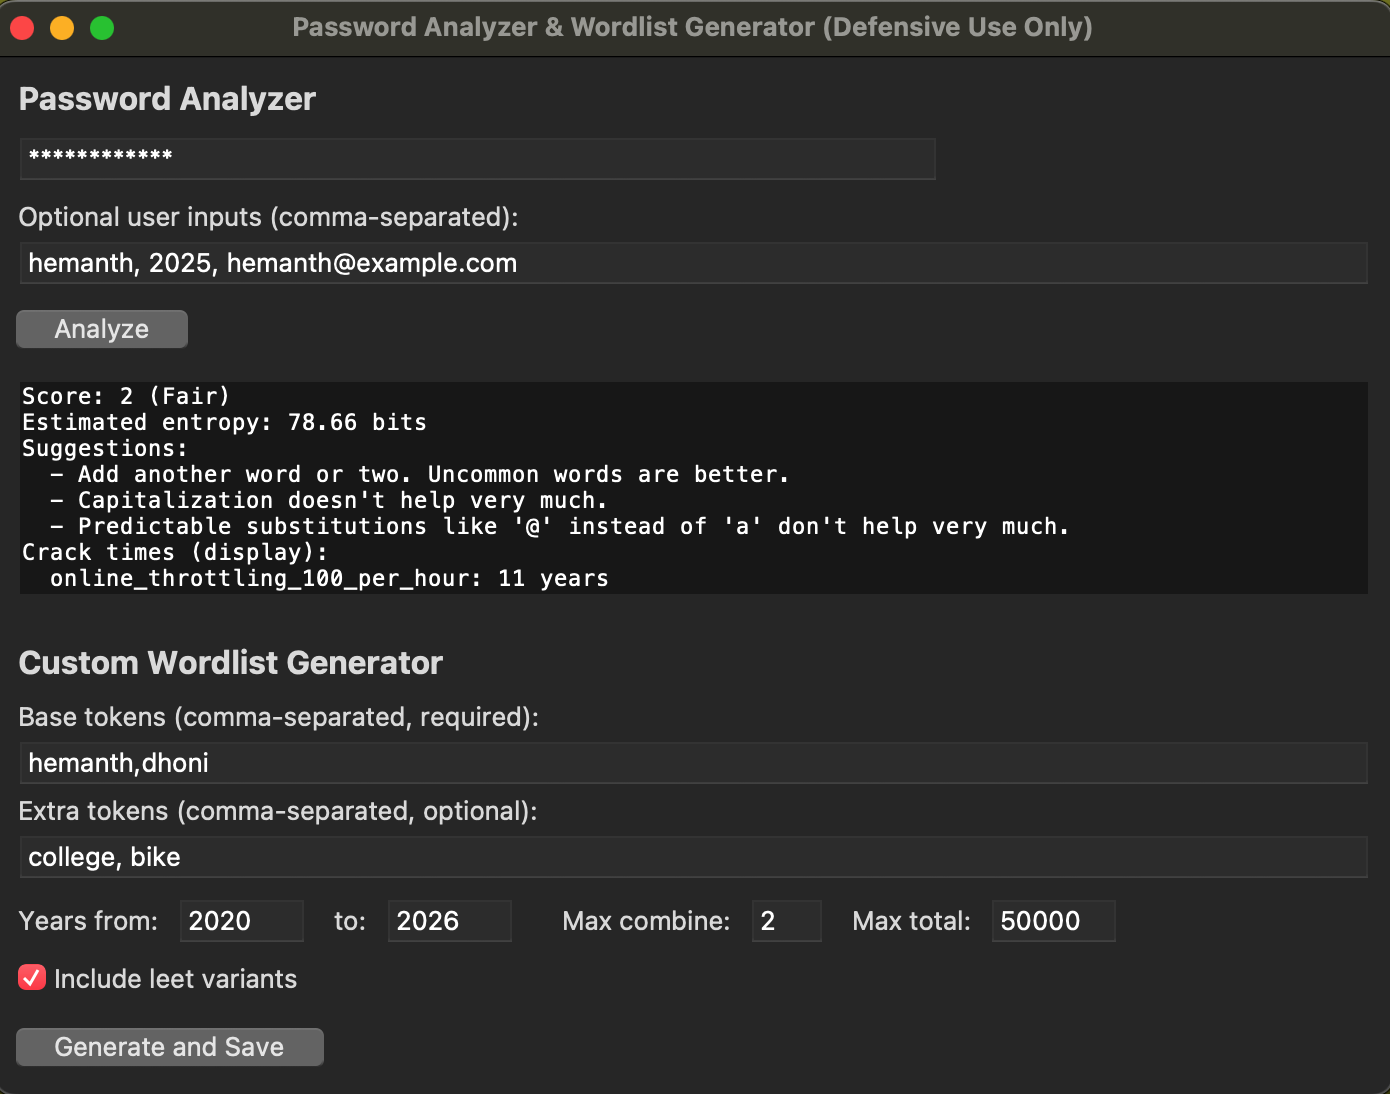 Password Analyzer & Wordlist Generator (Defensive Use Only)
Password Analyzer
************
Optional user inputs (comma-separated):
hemanth, 2025, hemanth@example.com
Analyze
Score: 2 (Fair)
Estimated entropy: 78.66 bits
Suggestions:
- Add another word or two. Uncommon words are better.
- Capitalization doesn't help very much.
- Predictable substitutions like '@' instead of 'a' don't help very much.
Crack times (display):
online_throttling_100_per_hour: 11 years
Custom Wordlist Generator
Base tokens (comma-separated, required):
hemanth,dhoni
Extra tokens (comma-separated, optional):
college, bike
Years from: 2020 to: 2026 Max combine: 2 Max total: 50000
Include leet variants
Generate and Save